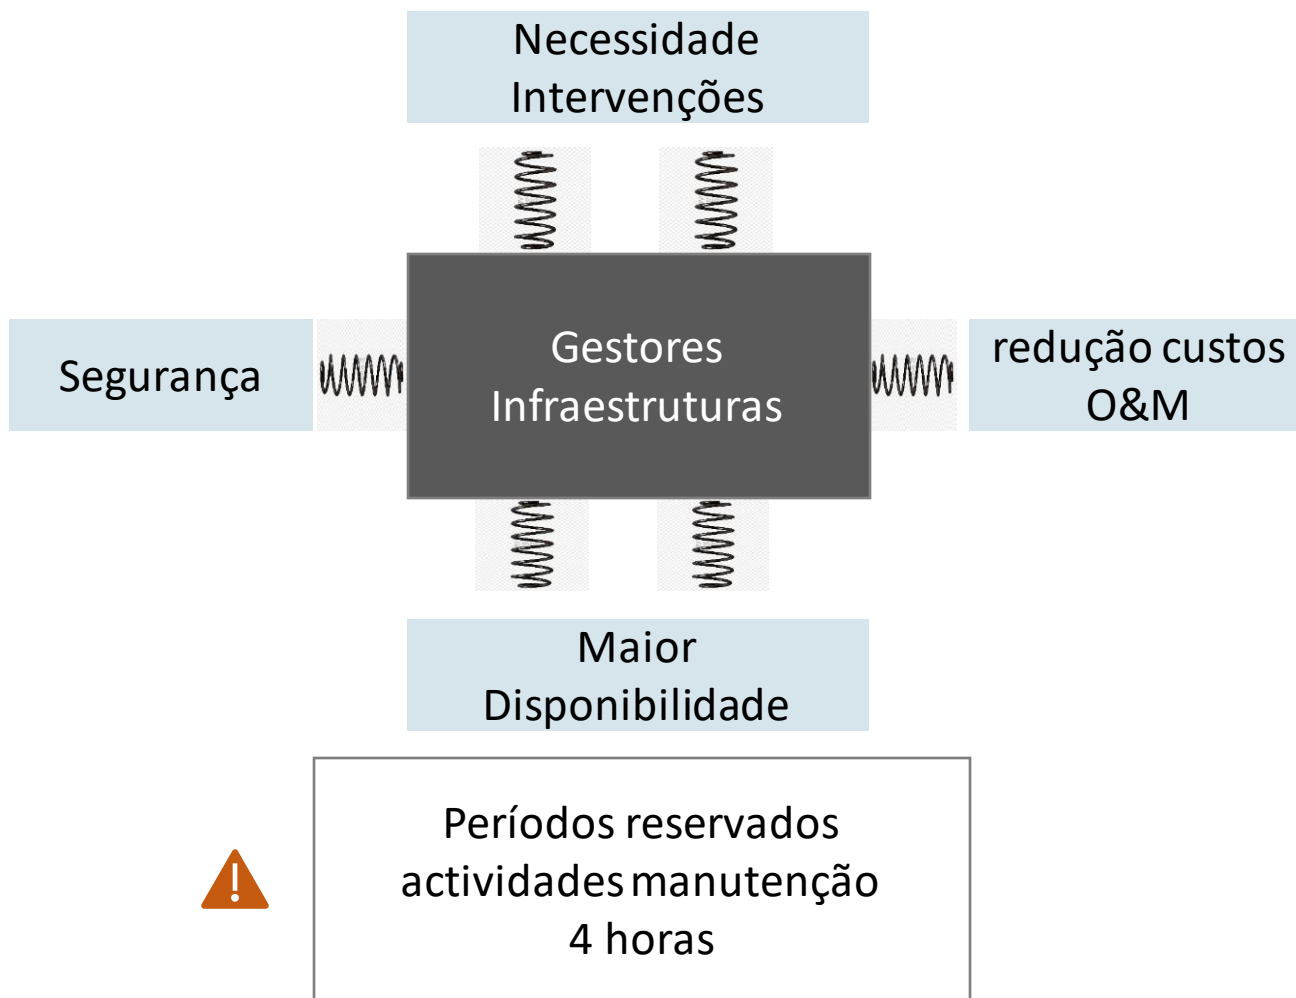 Necessidade
Intervenções
Gestores
Infraestruturas
Segurança
redução custos
O&M
Maior
Disponibilidade
Períodos reservados
actividades manutenção
4 horas